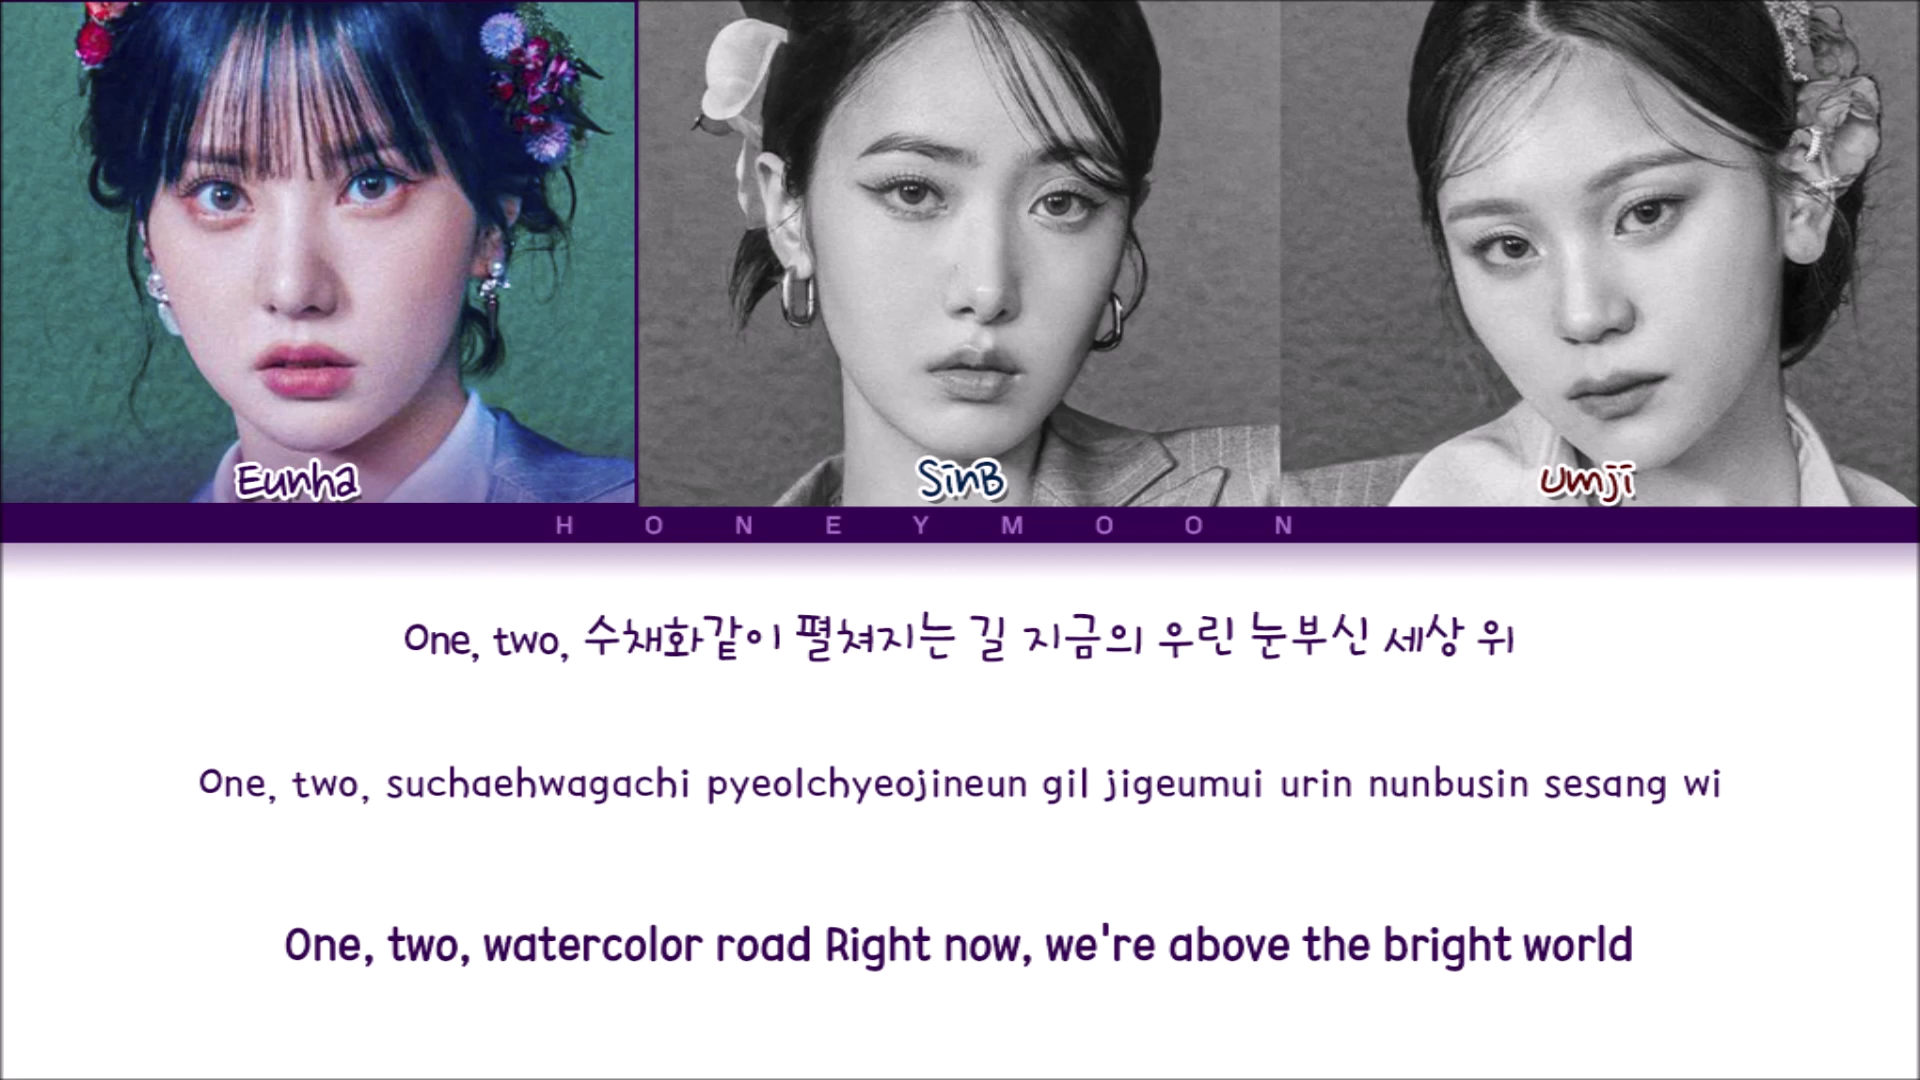 Eunha
SinB
Umji
HONEYMOON
One, two, 수채화같이 펼쳐지는 길 지금의 우린 눈부신 세상 위
One, two, suchaehwagachi pyeolchyeojineun gil jigeumui urin nunbusin sesang wi
One, two, watercolor road Right now, we're above the bright world